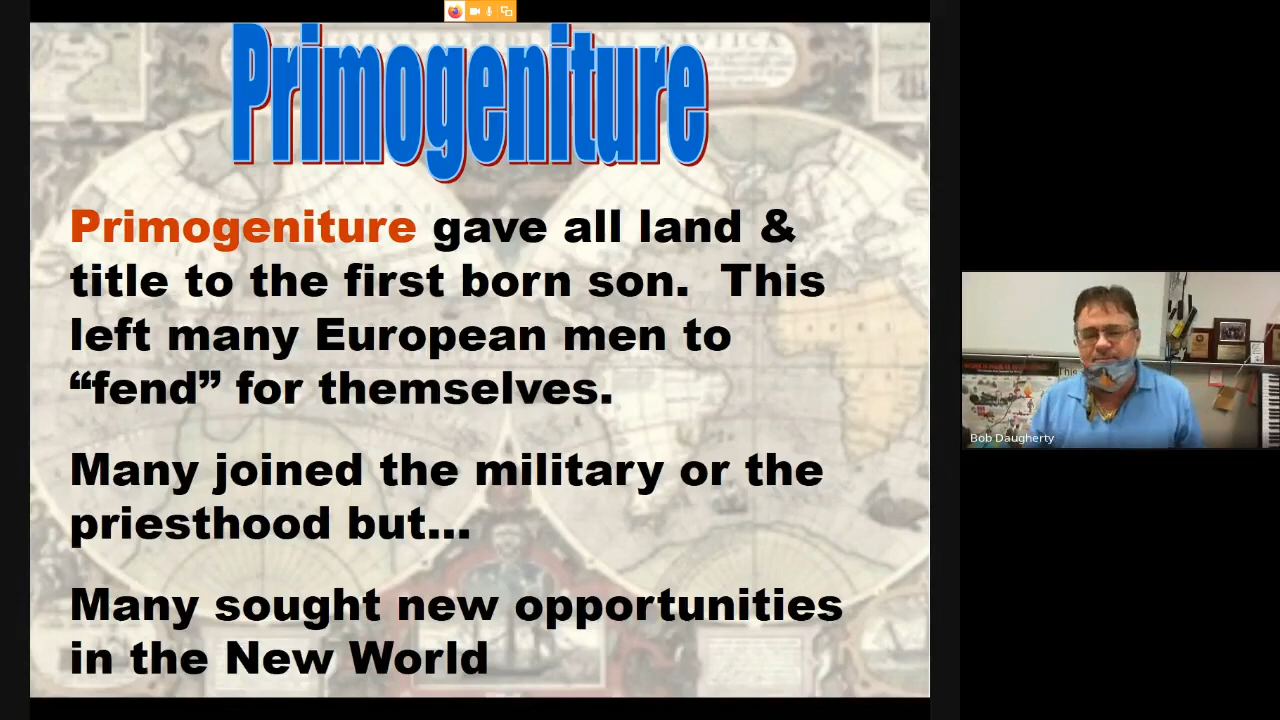 Primogeniture
Primogeniture gave all land &
title to the first born son. This
left many European men to
“fend” for themselves.
Many joined the military or the
priesthood but...
Many sought new opportunities
in the New World
This
Bob Daugherty